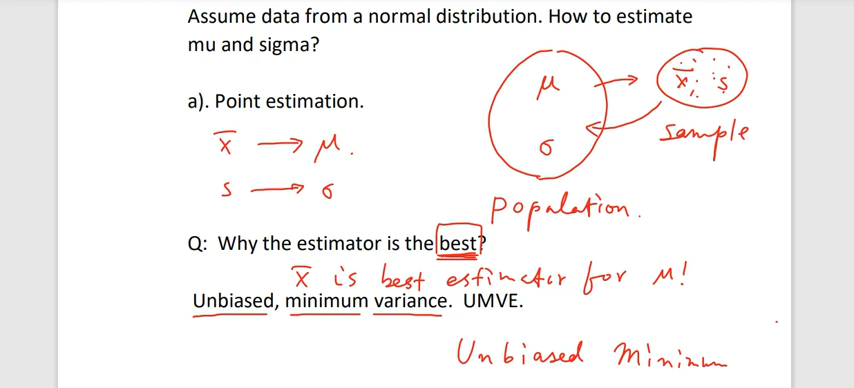 Assume data from a normal distribution. How to estimate
mu and sigma?
μ
x̄ s
a). Point estimation.
sample
x̄ → μ.
σ
s → σ
population.
Q: Why the estimator is the best?
x̄ is best estimator for μ!
Unbiased, minimum variance. UMVE.
Unbiased Minimum